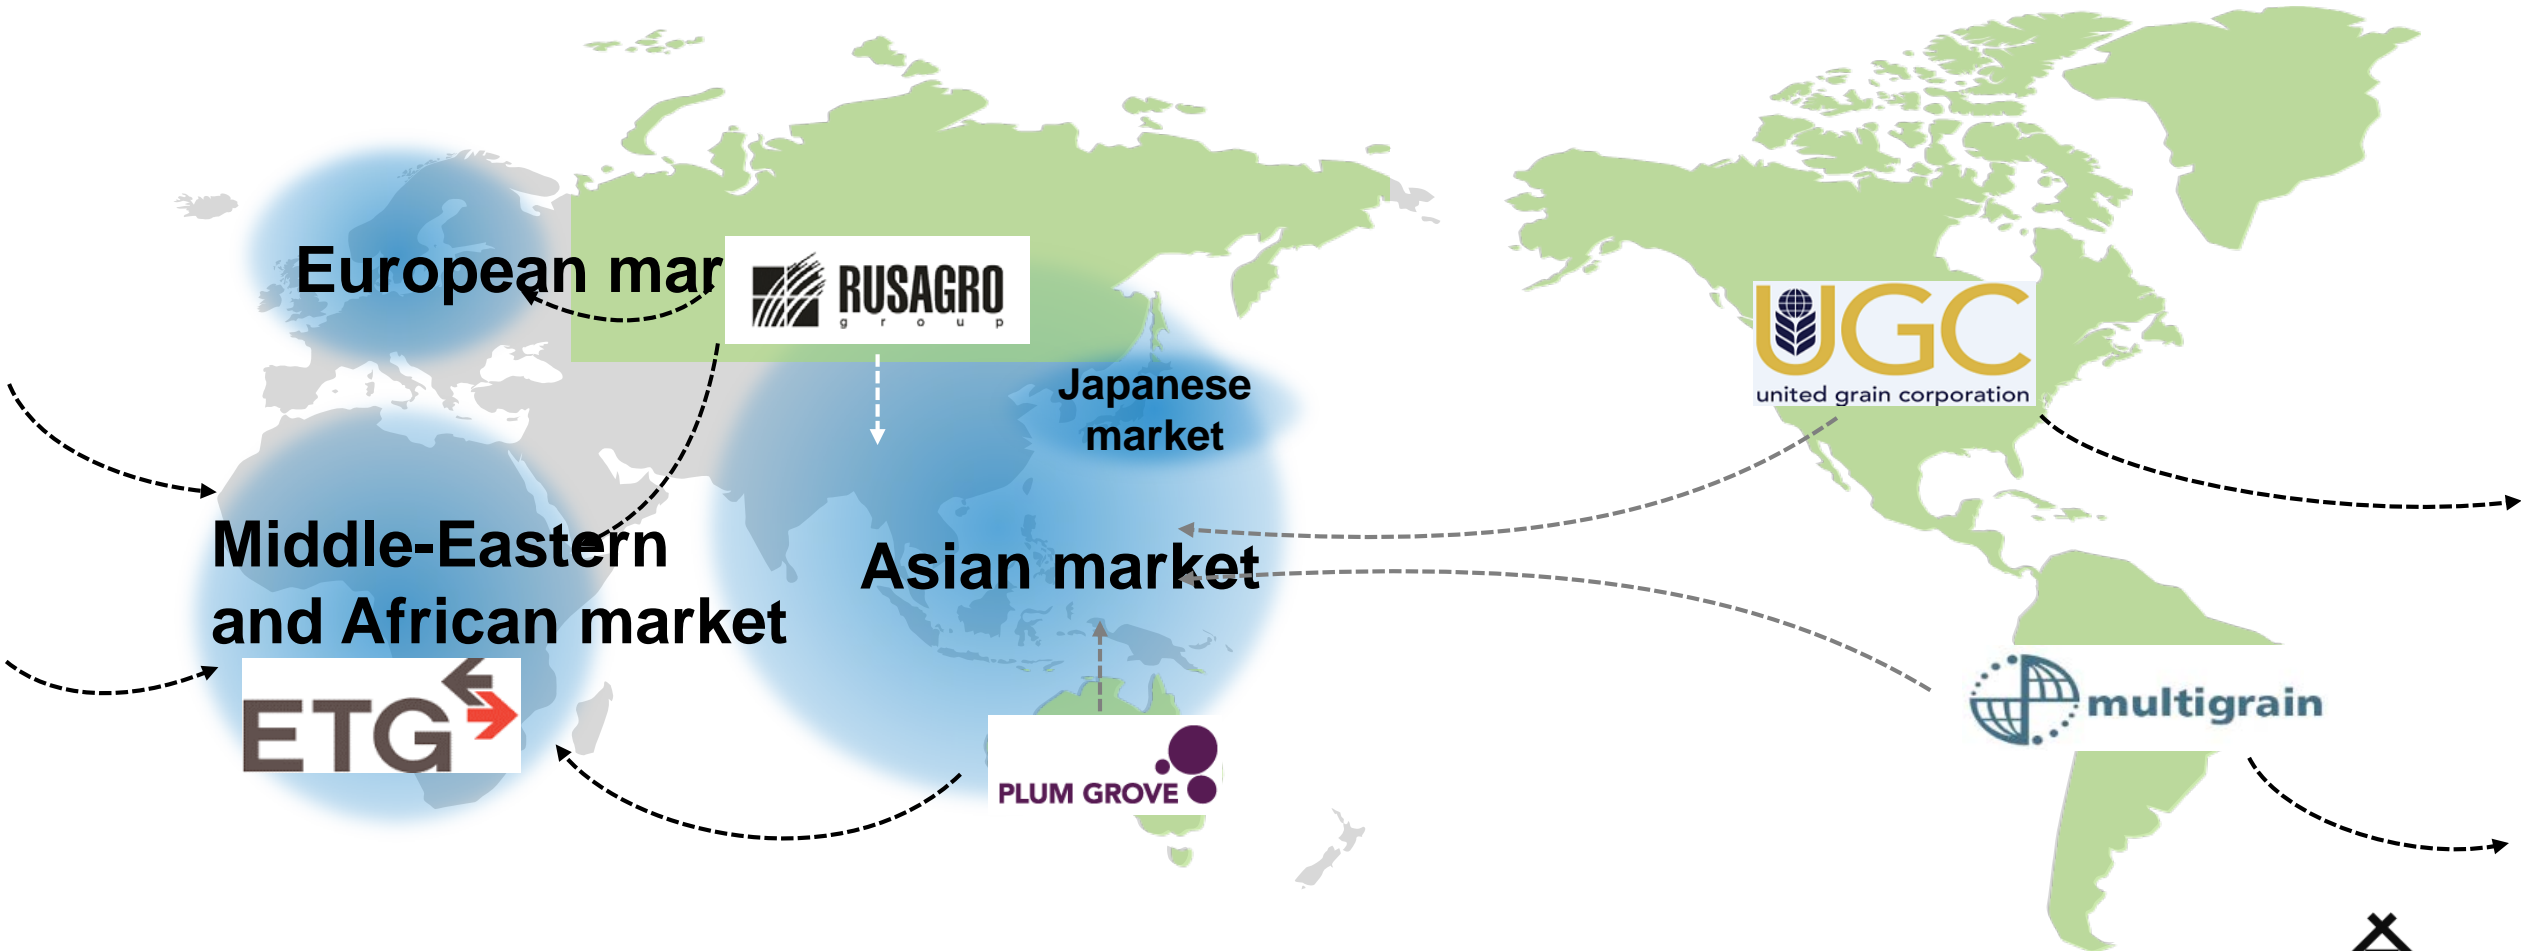 European mar
RUSAGRO
group
Japanese
market
UGC
united grain corporation
Middle-Eastern
and African market
Asian market
ETG
PLUM GROVE
multigrain